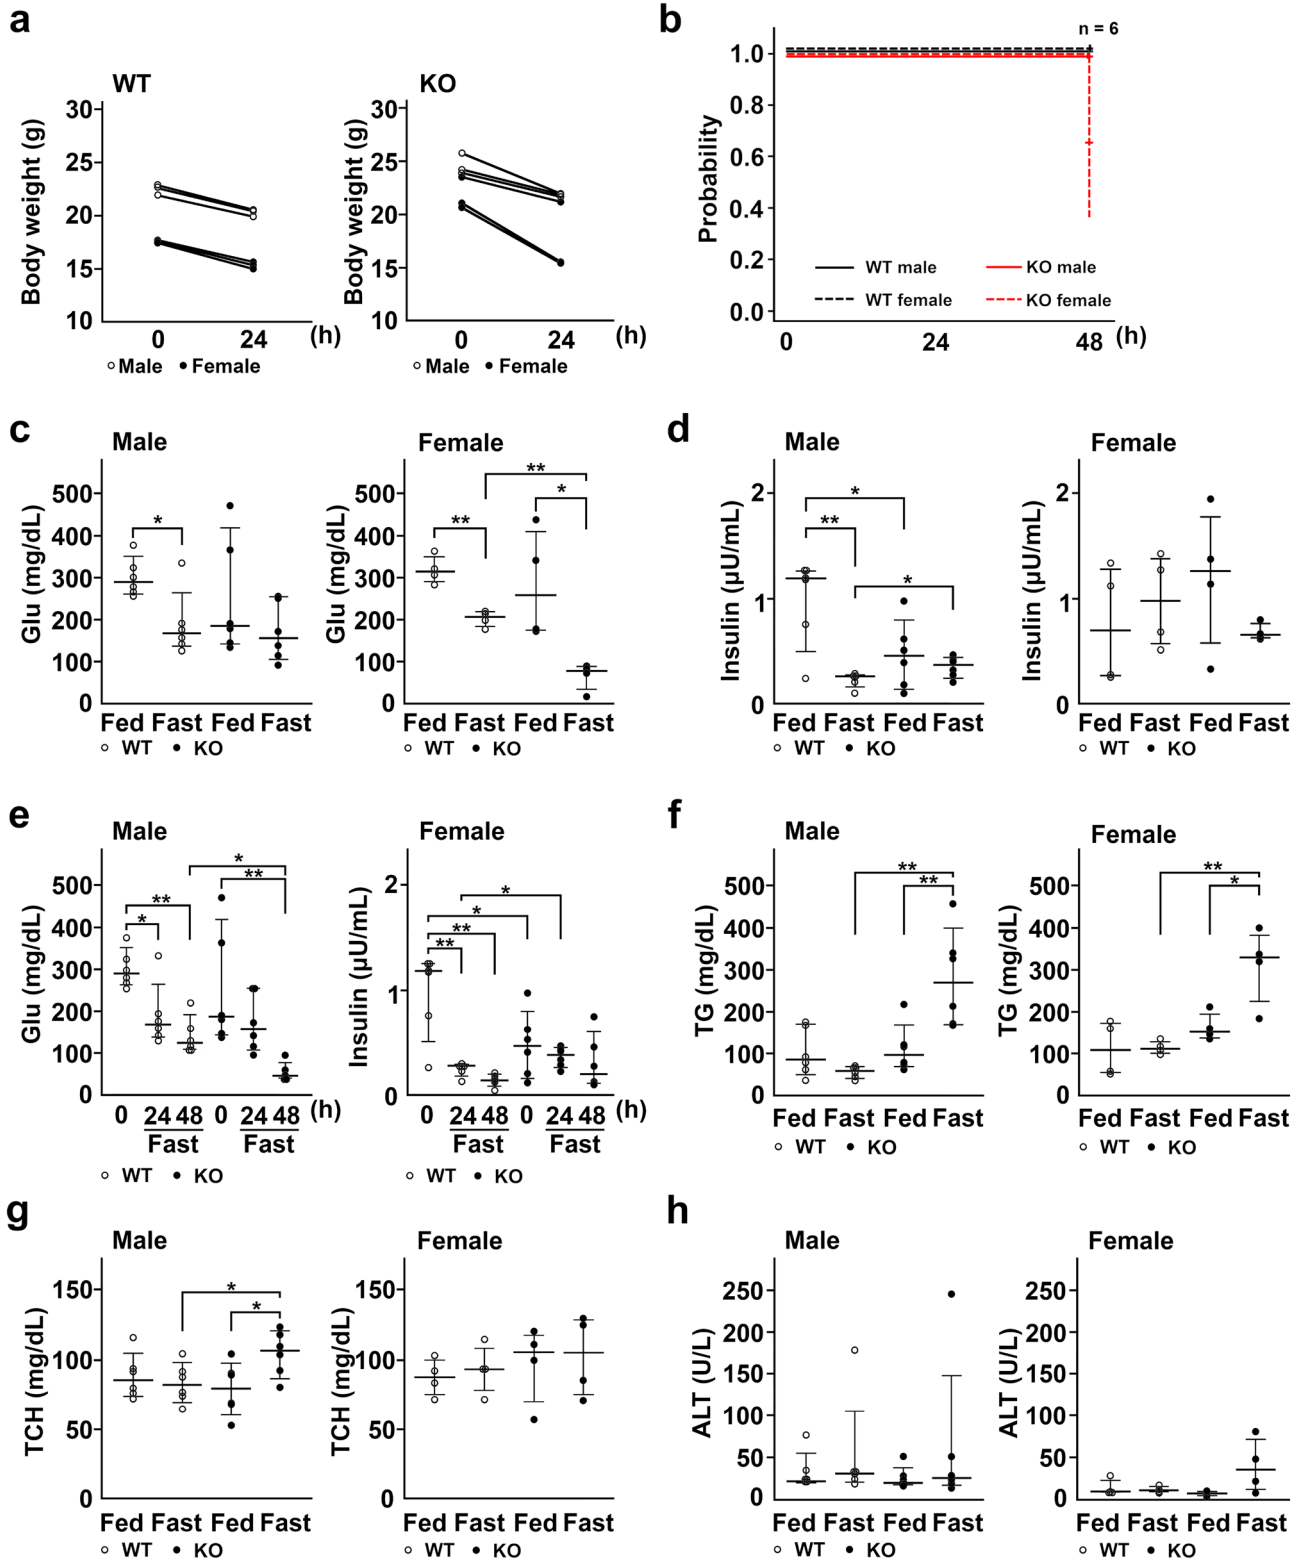 a
WT
30
25
20
15
10
Body weight (g)
0 24 (h)
Male Female
KO
30
25
20
15
10
Body weight (g)
0 24 (h)
Male Female
b
n = 6
1.0
0.8
0.6
0.4
0.2
0.0
Probability
WT male
KO male
WT female
KO female
0 24 48 (h)
c
Male
500
400
300
200
100
0
Glu (mg/dL)
*
Fed Fast Fed Fast
WT KO
Female
500
400
300
200
100
0
Glu (mg/dL)
**
*
**
Fed Fast Fed Fast
WT KO
d
Male
2
1
0
Insulin (µU/mL)
*
**
*
Fed Fast Fed Fast
WT KO
Female
2
1
0
Insulin (µU/mL)
Fed Fast Fed Fast
WT KO
e
Male
500
400
300
200
100
0
Glu (mg/dL)
*
**
**
*
0 24 48 0 24 48 (h)
Fast Fast
WT KO
Female
2
1
0
Insulin (µU/mL)
*
*
**
**
0 24 48 0 24 48 (h)
Fast Fast
WT KO
f
Male
500
400
300
200
100
0
TG (mg/dL)
**
**
Fed Fast Fed Fast
WT KO
Female
500
400
300
200
100
0
TG (mg/dL)
**
*
Fed Fast Fed Fast
WT KO
g
Male
150
100
50
0
TCH (mg/dL)
*
*
Fed Fast Fed Fast
WT KO
Female
150
100
50
0
TCH (mg/dL)
Fed Fast Fed Fast
WT KO
h
Male
250
200
150
100
50
0
ALT (U/L)
Fed Fast Fed Fast
WT KO
Female
250
200
150
100
50
0
ALT (U/L)
Fed Fast Fed Fast
WT KO